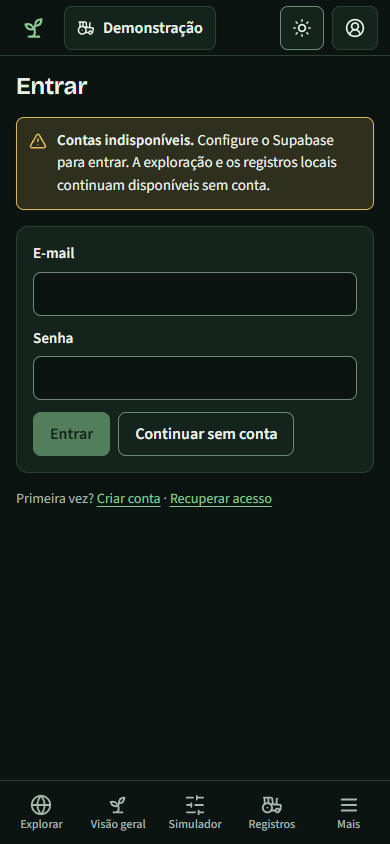 Demonstração
Entrar
Contas indisponíveis. Configure o Supabase
para entrar. A exploração e os registros locais
continuam disponíveis sem conta.
E-mail
Senha
Entrar
Continuar sem conta
Primeira vez? Criar conta · Recuperar acesso
Explorar
Visão geral
Simulador
Registros
Mais